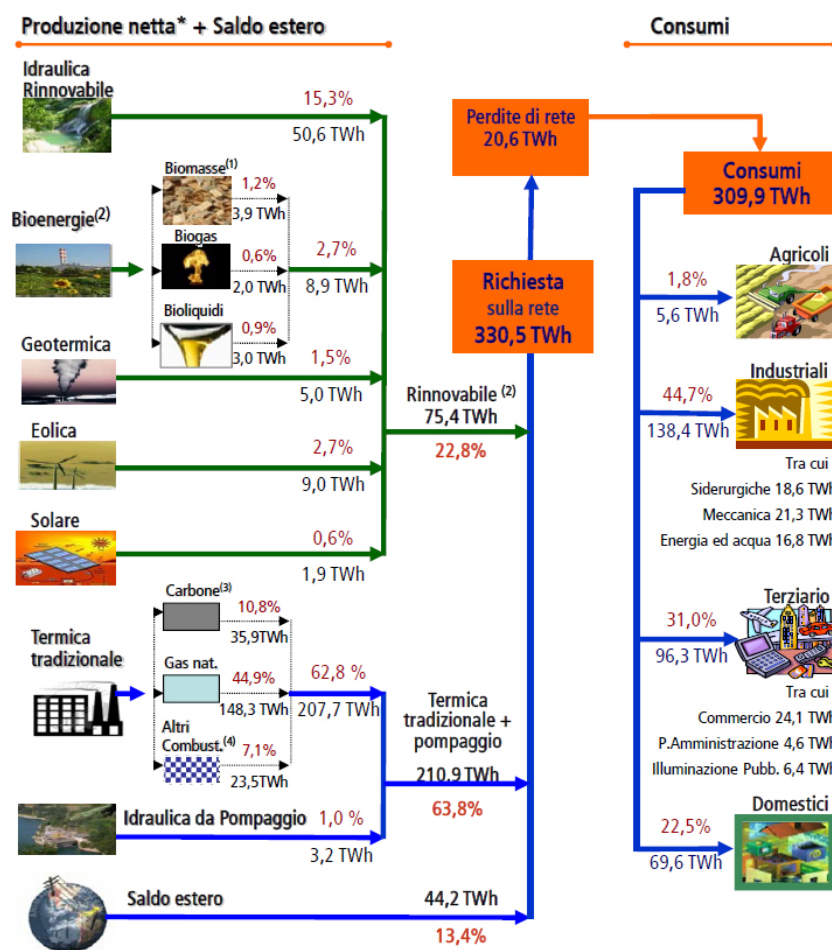 Produzione netta* + Saldo estero
Consumi
Idraulica
Rinnovabile
15,3%
50,6 TWh
Bioenergie(2)
Biomasse(1)
1,2%
3,9 TWh
Biogas
0,6%
2,0 TWh
Bioliquidi
0,9%
3,0 TWh
2,7%
8,9 TWh
Geotermica
1,5%
5,0 TWh
Eolica
2,7%
9,0 TWh
Solare
0,6%
1,9 TWh
Rinnovabile (2)
75,4 TWh
22,8%
Termica
tradizionale
Carbone(3)
10,8%
35,9TWh
Gas nat.
44,9%
148,3 TWh
Altri
Combust.(4)
7,1%
23,5TWh
62,8 %
207,7 TWh
Idraulica da Pompaggio
1,0 %
3,2 TWh
Termica
tradizionale +
pompaggio
210,9 TWh
63,8%
Saldo estero
44,2 TWh
13,4%
Perdite di rete
20,6 TWh
Richiesta
sulla rete
330,5 TWh
Consumi
309,9 TWh
Agricoli
1,8%
5,6 TWh
Industriali
44,7%
138,4 TWh
Tra cui
Siderurgiche 18,6 TWh
Meccanica 21,3 TWh
Energia ed acqua 16,8 TWh
Terziario
31,0%
96,3 TWh
Tra cui
Commercio 24,1 TWh
P.Amministrazione 4,6 TWh
Illuminazione Pubb. 6,4 TWh
Domestici
22,5%
69,6 TWh